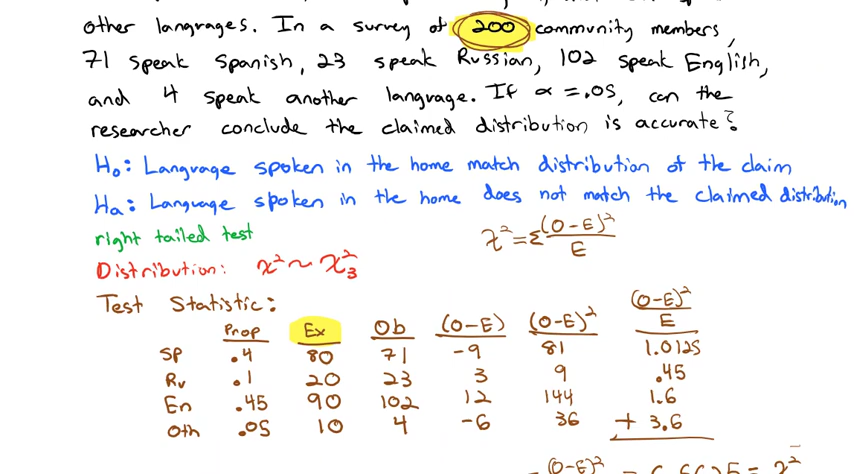 other languages. In a survey of 200 community members,
71 speak Spanish, 23 speak Russian, 102 speak English,
and 4 speak another language. If α = .05, can the
researcher conclude the claimed distribution is accurate?
H₀: Language spoken in the home match distribution of the claim
Ha: Language spoken in the home does not match the claimed distribution
right tailed test
χ² = Σ (O-E)²/E
Distribution: χ² ~ χ²₃
Test Statistic:
Prop Ex Ob (O-E) (O-E)² (O-E)²/E
SP .4 80 71 -9 81 1.0125
Ru .1 20 23 3 9 .45
En .45 90 102 12 144 1.6
Oth .05 10 4 -6 36 + 3.6
(O-E)²